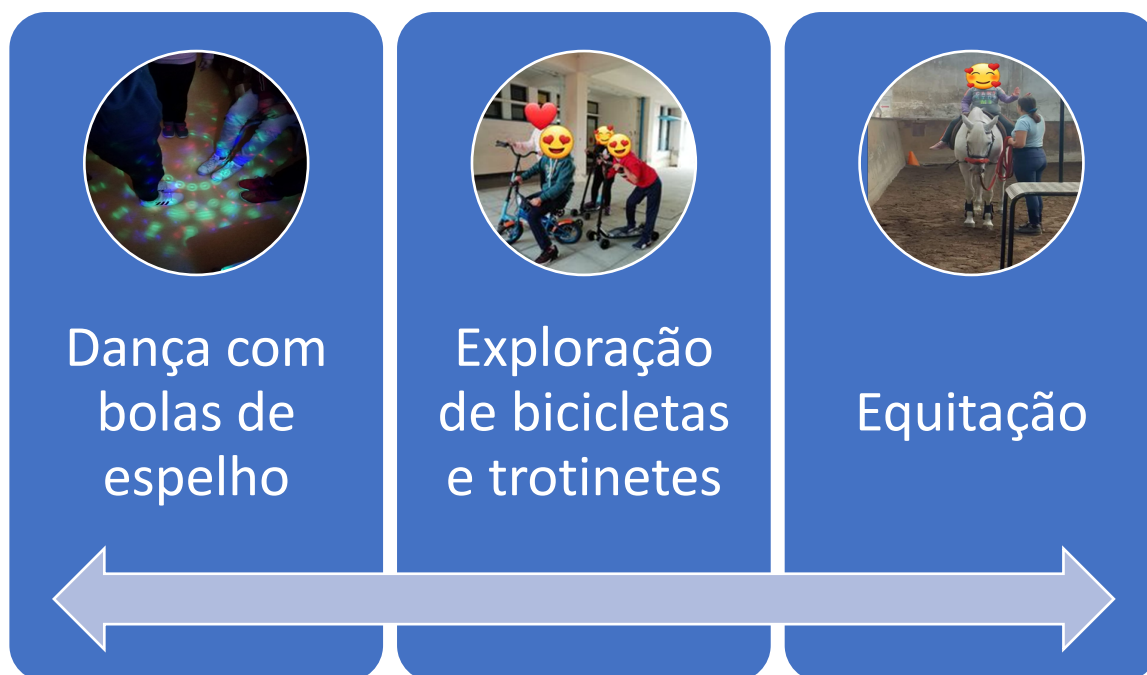 Dança com
bolas de
espelho
Exploração
de bicicletas
e trotinetes
Equitação